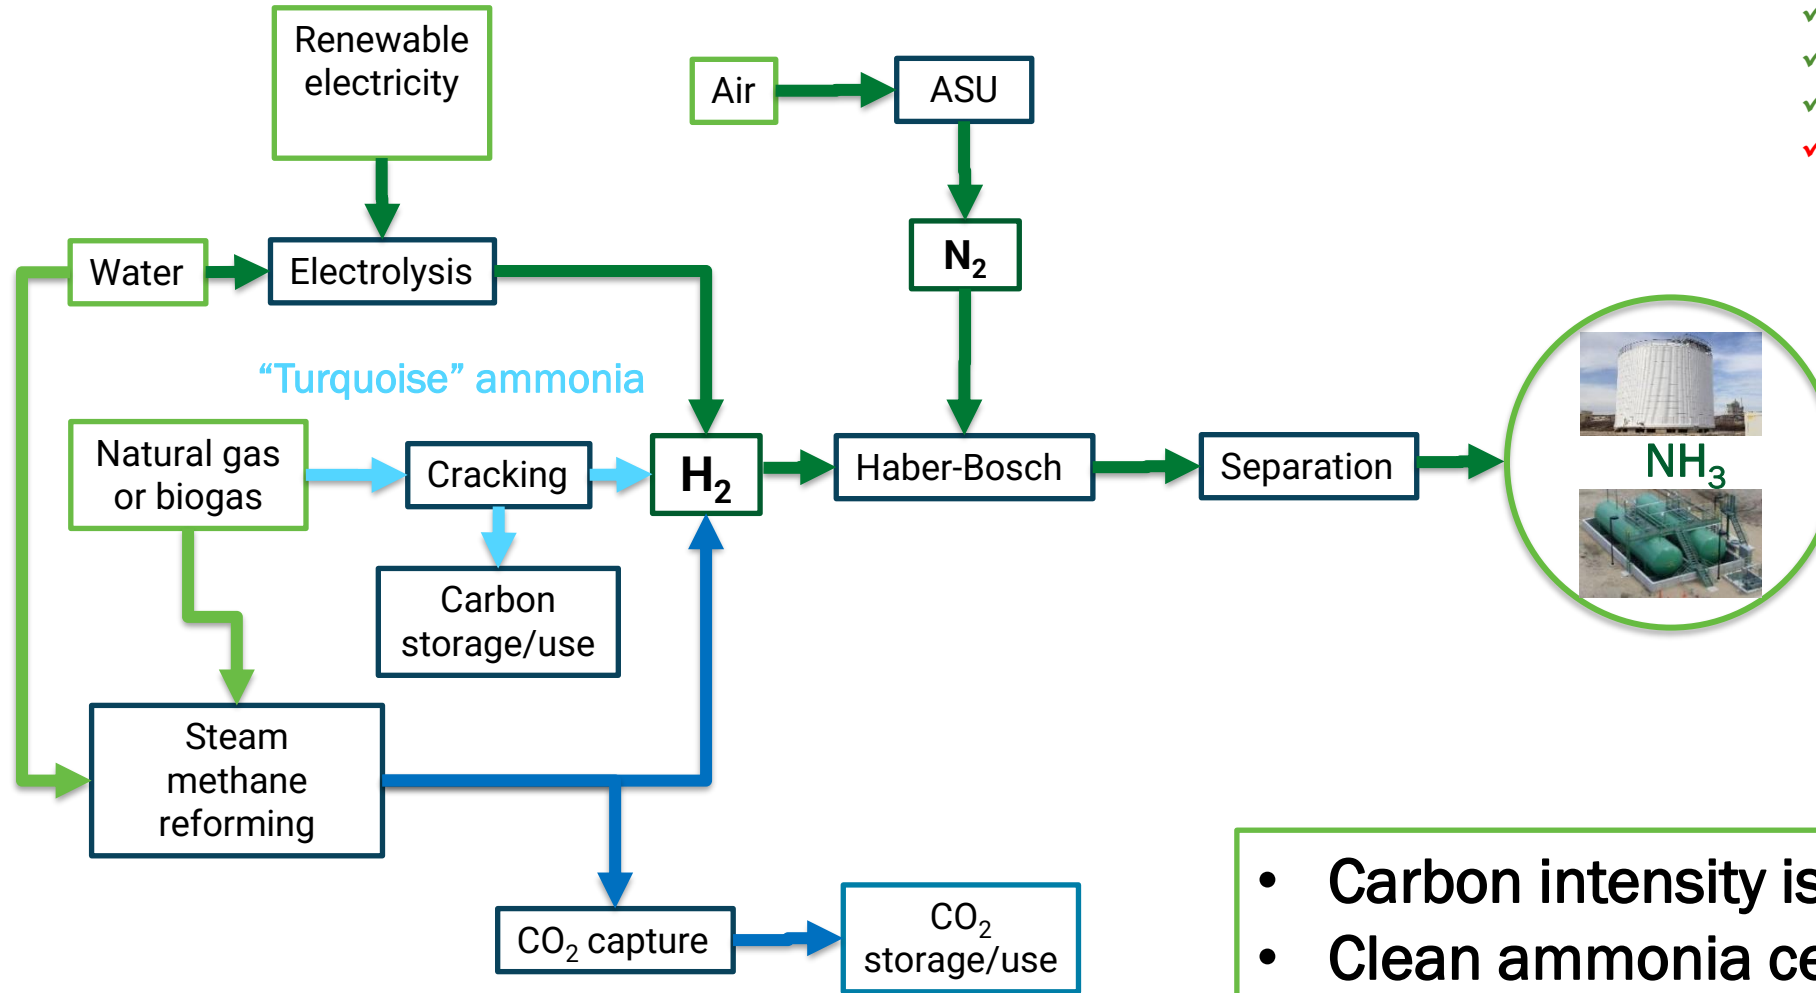 Renewable
electricity
Air
ASU
N₂
Water
Electrolysis
“Turquoise” ammonia
Natural gas
or biogas
Cracking
H₂
Haber-Bosch
Separation
NH₃
Carbon
storage/use
Steam
methane
reforming
CO₂ capture
CO₂
storage/use
• Carbon intensity is
• Clean ammonia ce